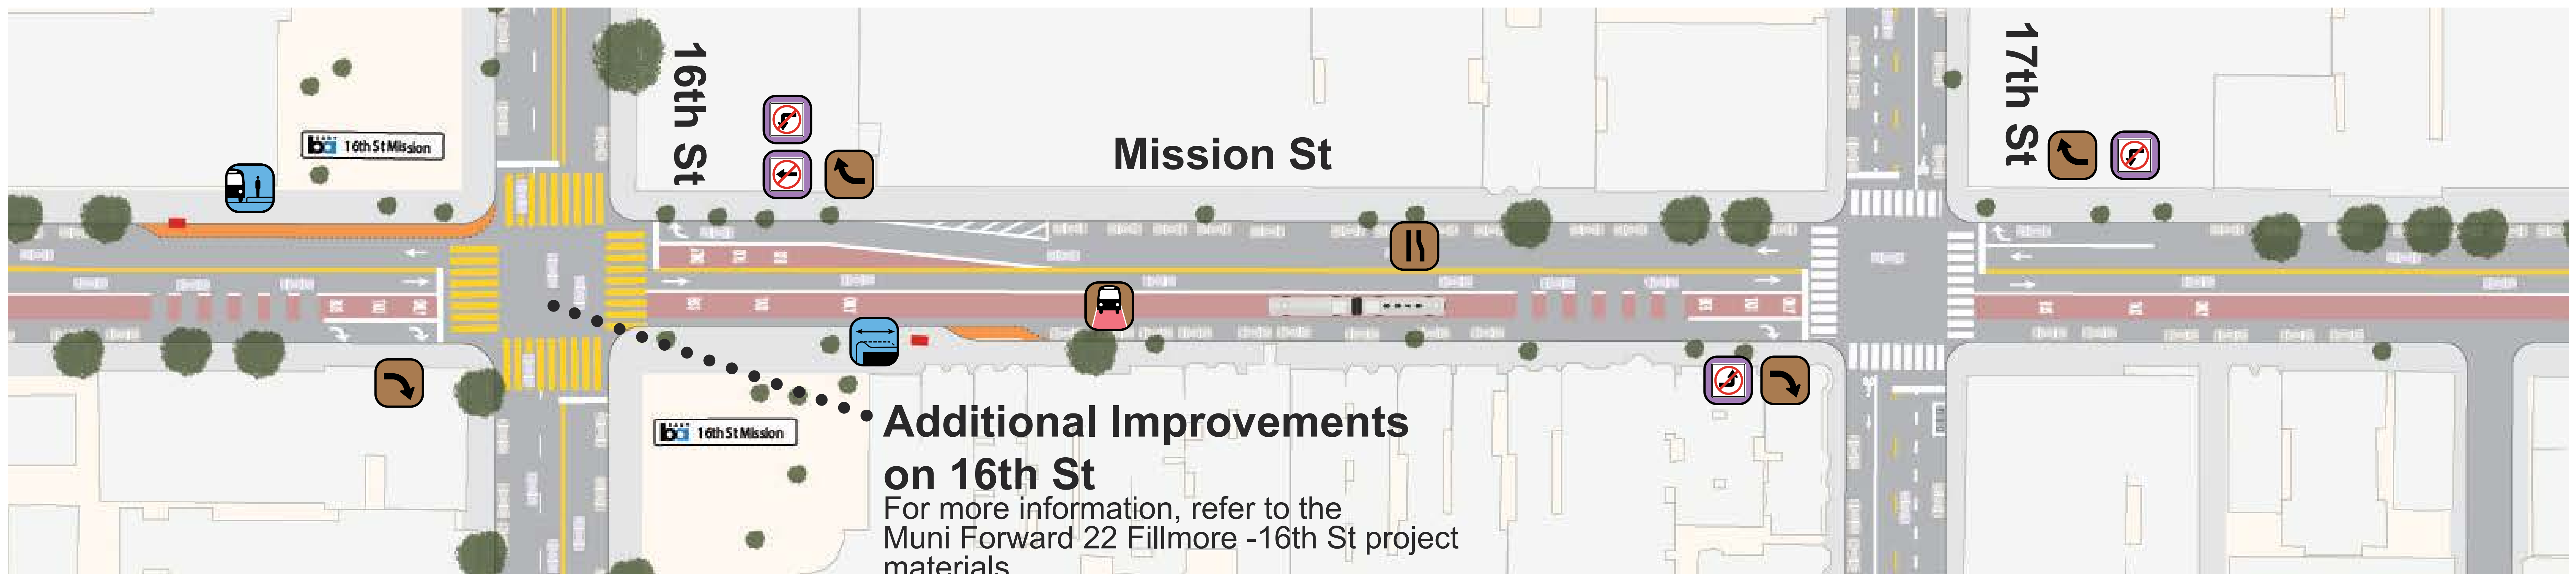 16th St
17th St
16th St Mission
Mission St
16th St Mission
Additional Improvements
on 16th St
For more information, refer to the
Muni Forward 22 Fillmore -16th St project
materials